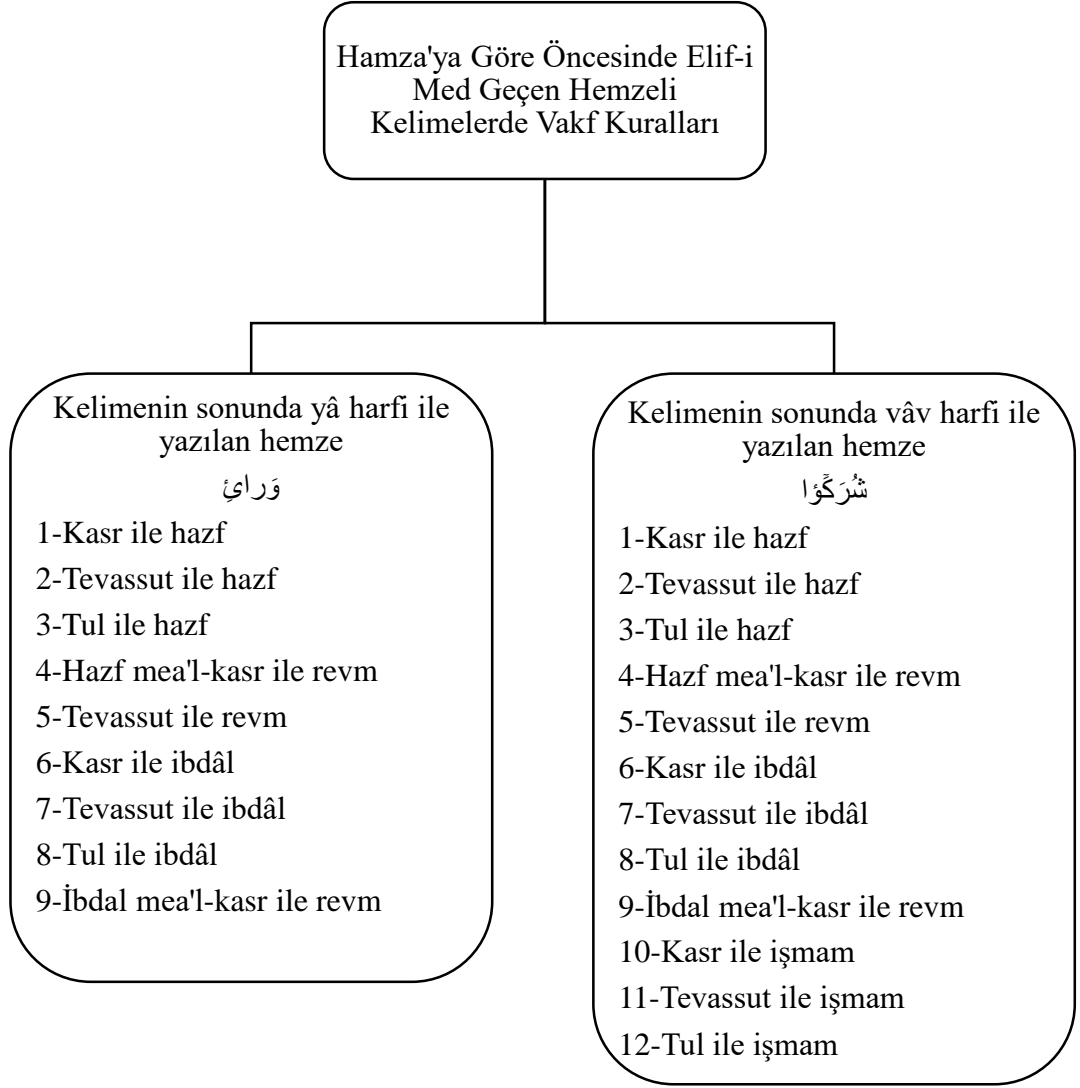 Hamza'ya Göre Öncesinde Elif-i
Med Geçen Hemzeli
Kelimelerde Vakf Kuralları
Kelimenin sonunda yâ harfi ile
yazılan hemze
وَرائِ
1-Kasr ile hazf
2-Tevassut ile hazf
3-Tul ile hazf
4-Hazf mea'l-kasr ile revm
5-Tevassut ile revm
6-Kasr ile ibdâl
7-Tevassut ile ibdâl
8-Tul ile ibdâl
9-İbdal mea'l-kasr ile revm
Kelimenin sonunda vâv harfi ile
yazılan hemze
شُرَكَٓؤا
1-Kasr ile hazf
2-Tevassut ile hazf
3-Tul ile hazf
4-Hazf mea'l-kasr ile revm
5-Tevassut ile revm
6-Kasr ile ibdâl
7-Tevassut ile ibdâl
8-Tul ile ibdâl
9-İbdal mea'l-kasr ile revm
10-Kasr ile işmam
11-Tevassut ile işmam
12-Tul ile işmam